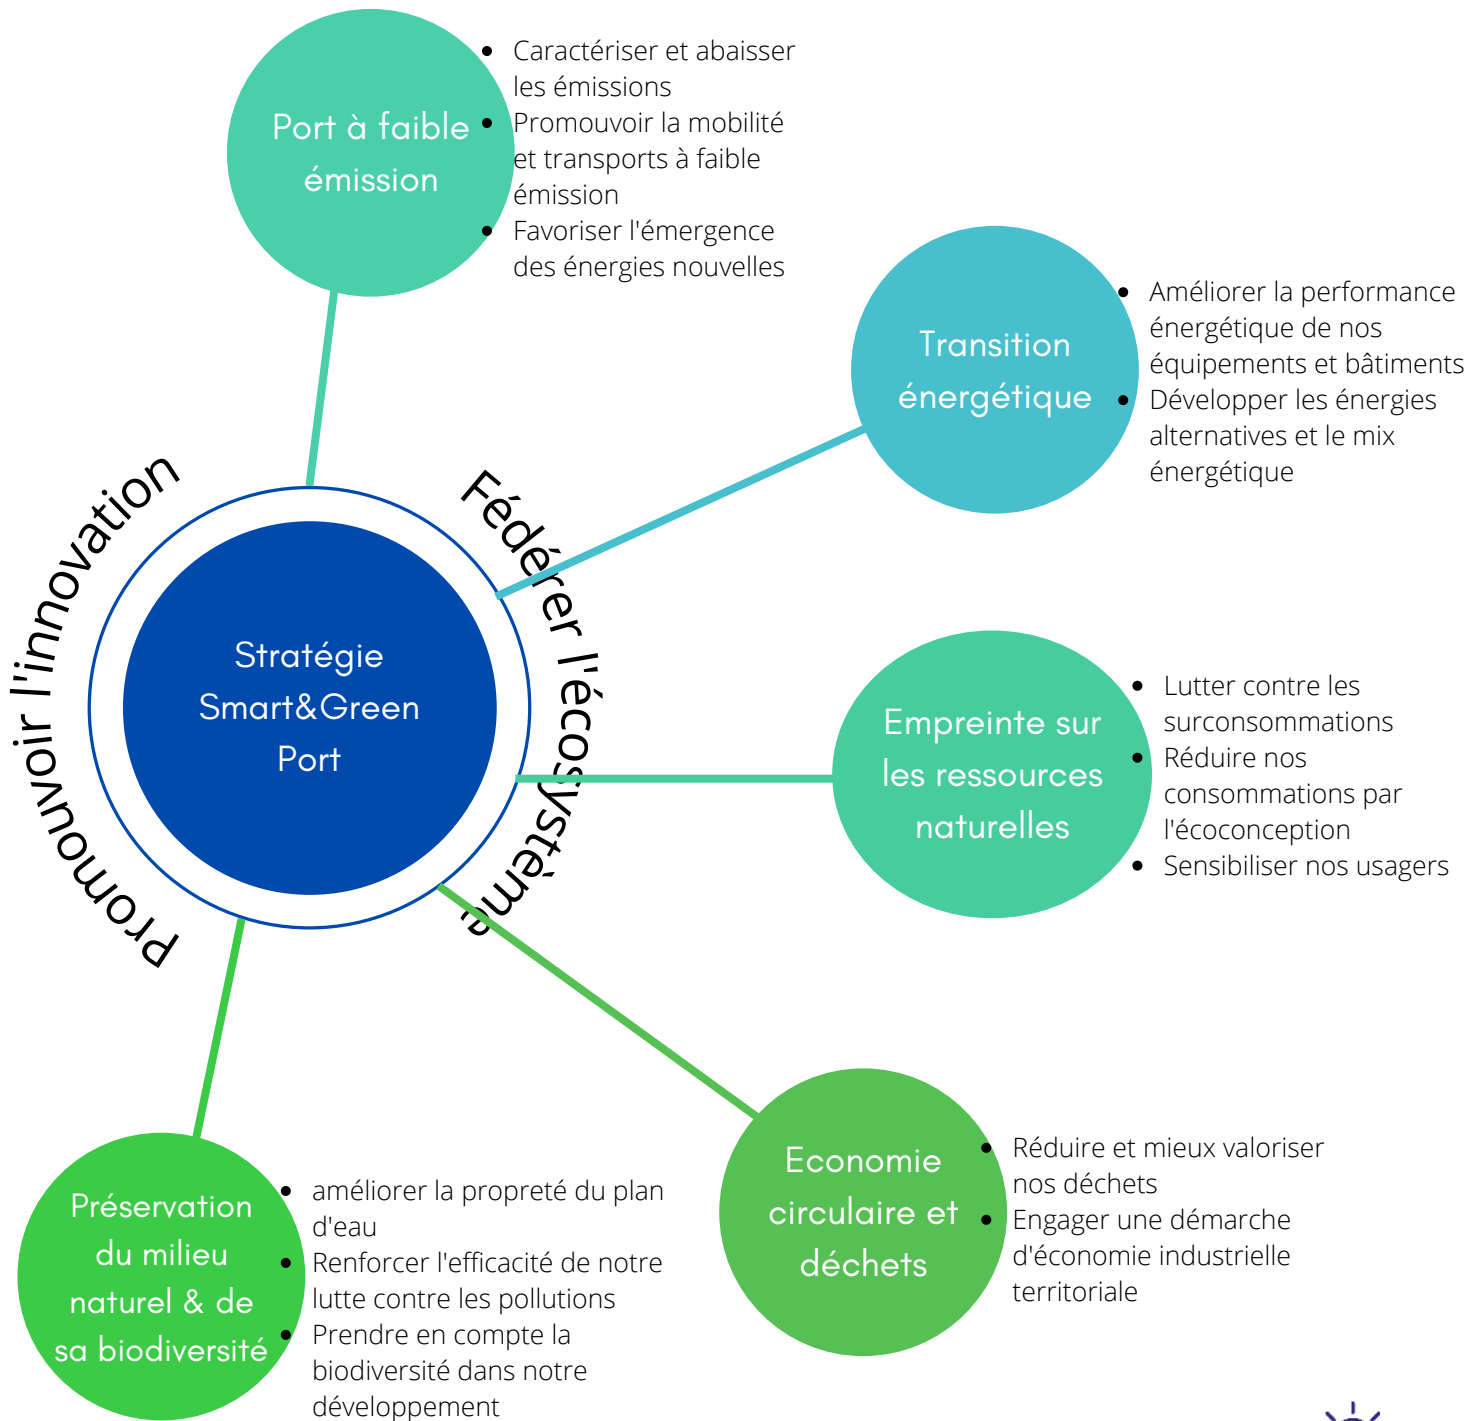 Port à faible
émission
• Caractériser et abaisser
les émissions
• Promouvoir la mobilité
et transports à faible
émission
• Favoriser l'émergence
des énergies nouvelles
Transition
énergétique
• Améliorer la performance
énergétique de nos
équipements et bâtiments
• Développer les énergies
alternatives et le mix
énergétique
Promouvoir l'innovation
Fédérer l'écosystème
Stratégie
Smart&Green
Port
Empreinte sur
les ressources
naturelles
• Lutter contre les
surconsommations
• Réduire nos
consommations par
l'écoconception
• Sensibiliser nos usagers
Economie
circulaire et
déchets
• Réduire et mieux valoriser
nos déchets
• Engager une démarche
d'économie industrielle
territoriale
Préservation
du milieu
naturel & de
sa biodiversité
• améliorer la propreté du plan
d'eau
• Renforcer l'efficacité de notre
lutte contre les pollutions
• Prendre en compte la
biodiversité dans notre
développement